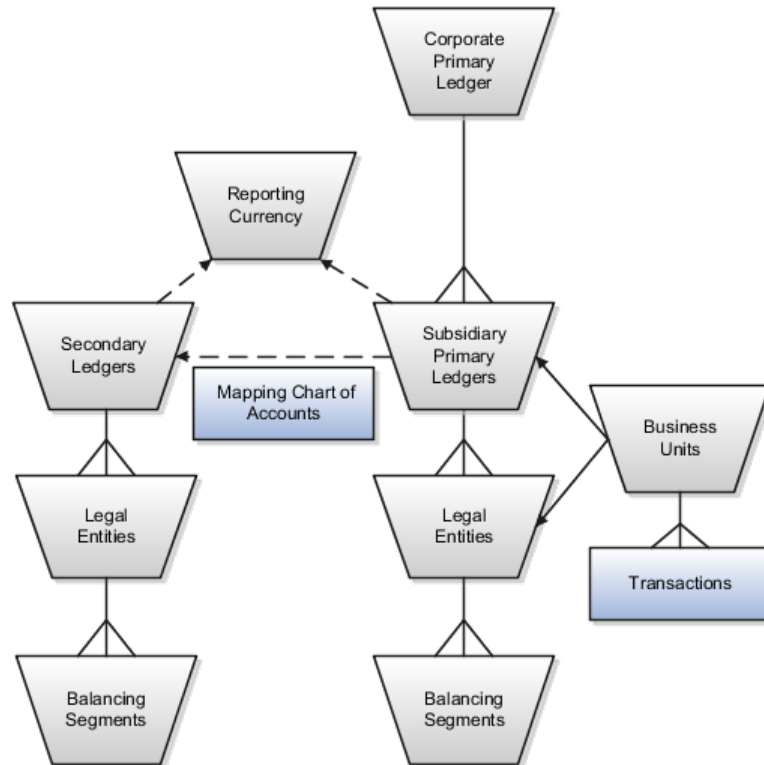 Corporate
Primary
Ledger
Reporting
Currency
Secondary
Ledgers
Subsidiary
Primary
Ledgers
Mapping Chart of
Accounts
Business
Units
Legal
Entities
Legal
Entities
Transactions
Balancing
Segments
Balancing
Segments